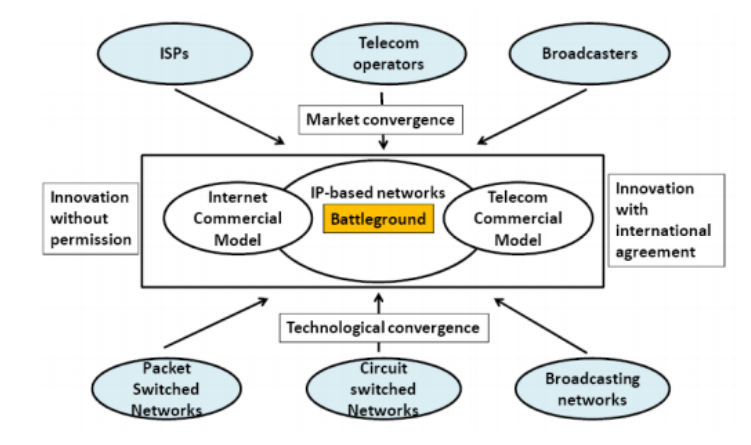 ISPs
Telecom
operators
Broadcasters
Market convergence
Innovation
without
permission
Internet
Commercial
Model
IP-based networks
Battleground
Telecom
Commercial
Model
Innovation
with
international
agreement
Technological convergence
Packet
Switched
Networks
Circuit
switched
Networks
Broadcasting
networks